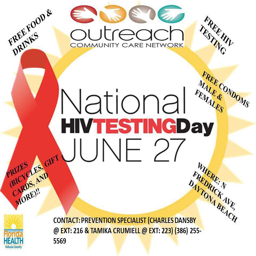 outreach
COMMUNITY CARE NETWORK
FREE FOOD &
DRINKS
FREE HIV
TESTING
National
HIVTESTINGDay
JUNE 27
FREE CONDOMS
MALE &
FEMALES
PRIZES
(BICYCLES, GIFT
CARDS, AND
MORE)!!
WHERE: N
FREDRICK AVE,
DAYTONA BEACH
Florida
HEALTH
CONTACT: PREVENTION SPECIALIST (CHARLES DANSBY
@ EXT: 216 & TAMIKA CRUMIELL @ EXT: 223) (386) 255-
5569